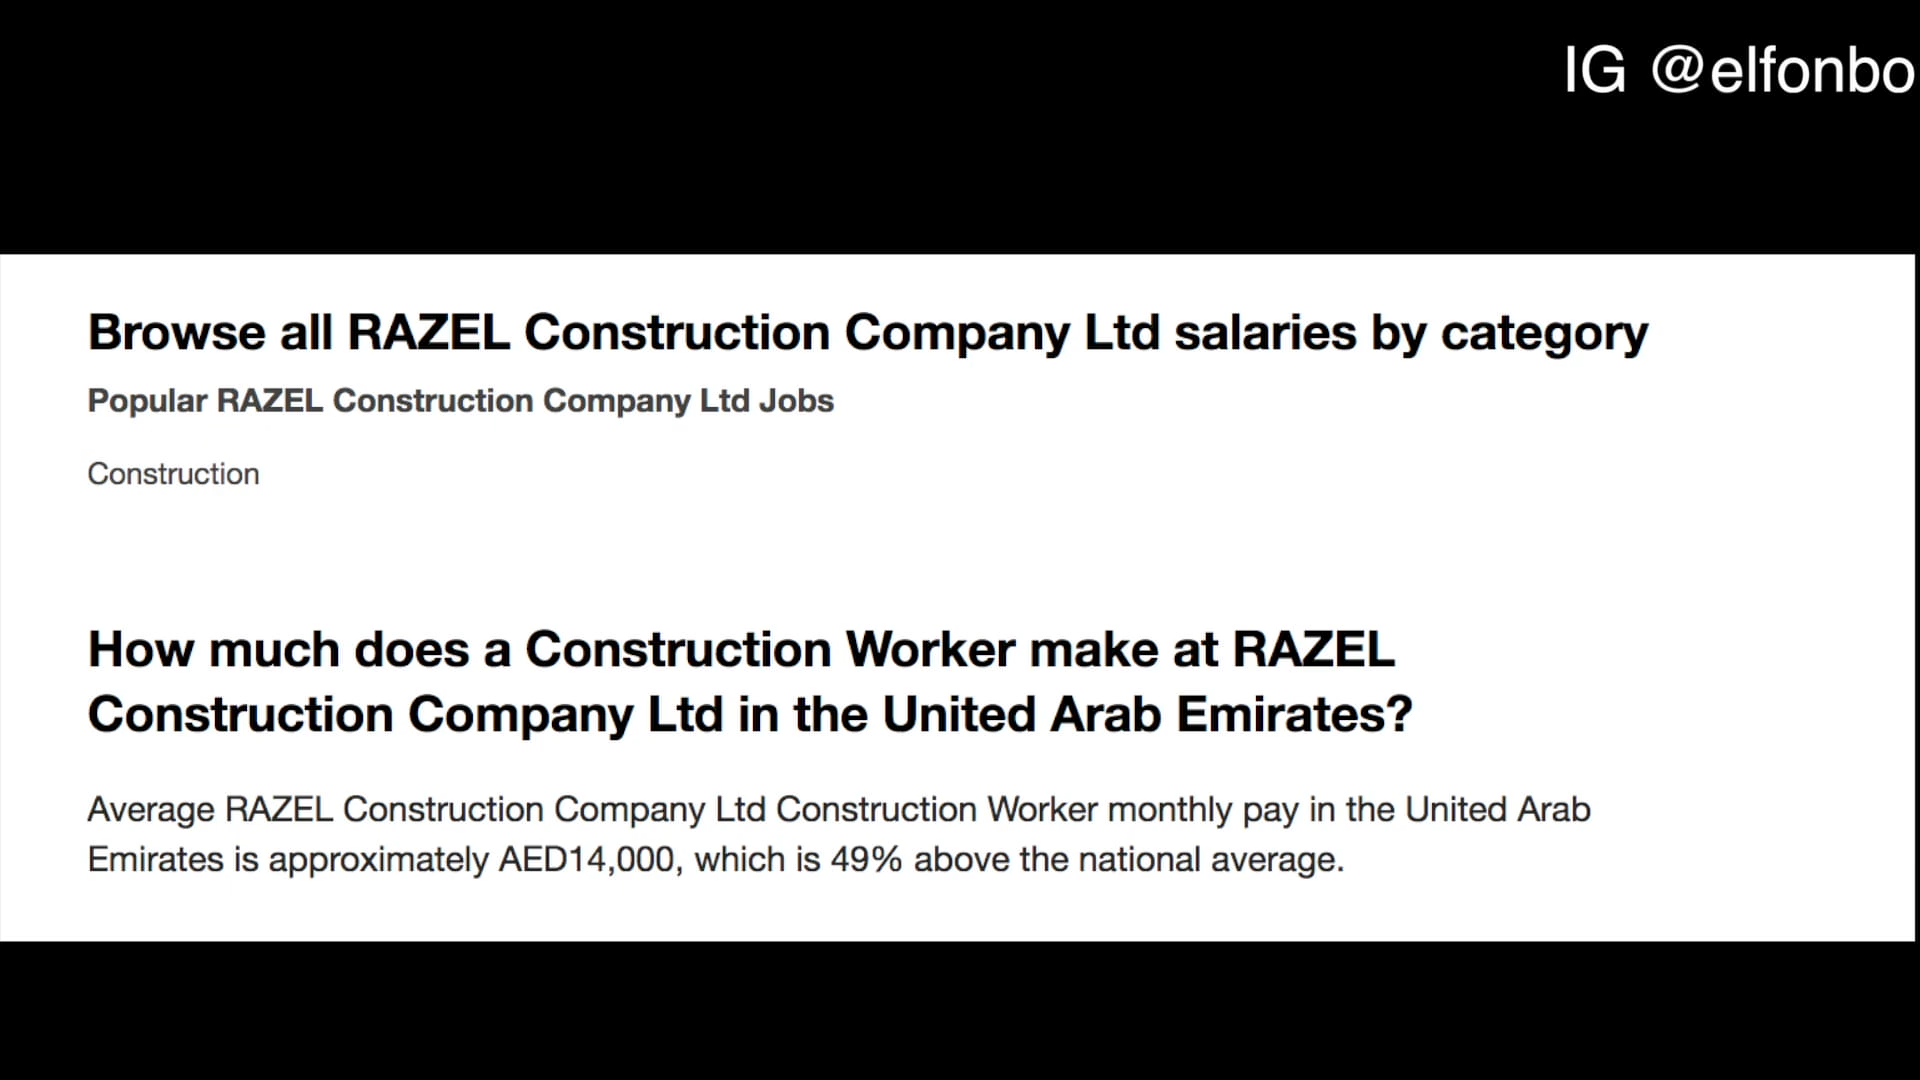 IG @elfonbo
Browse all RAZEL Construction Company Ltd salaries by category
Popular RAZEL Construction Company Ltd Jobs
Construction
How much does a Construction Worker make at RAZEL
Construction Company Ltd in the United Arab Emirates?
Average RAZEL Construction Company Ltd Construction Worker monthly pay in the United Arab
Emirates is approximately AED14,000, which is 49% above the national average.